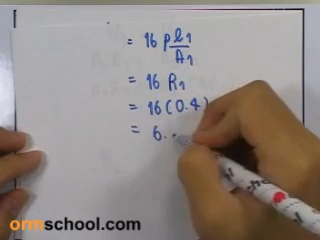 = 16 ρ ℓ₁/A₁
= 16 R₁
= 16 (0.4)
= 6.
ormschool.com